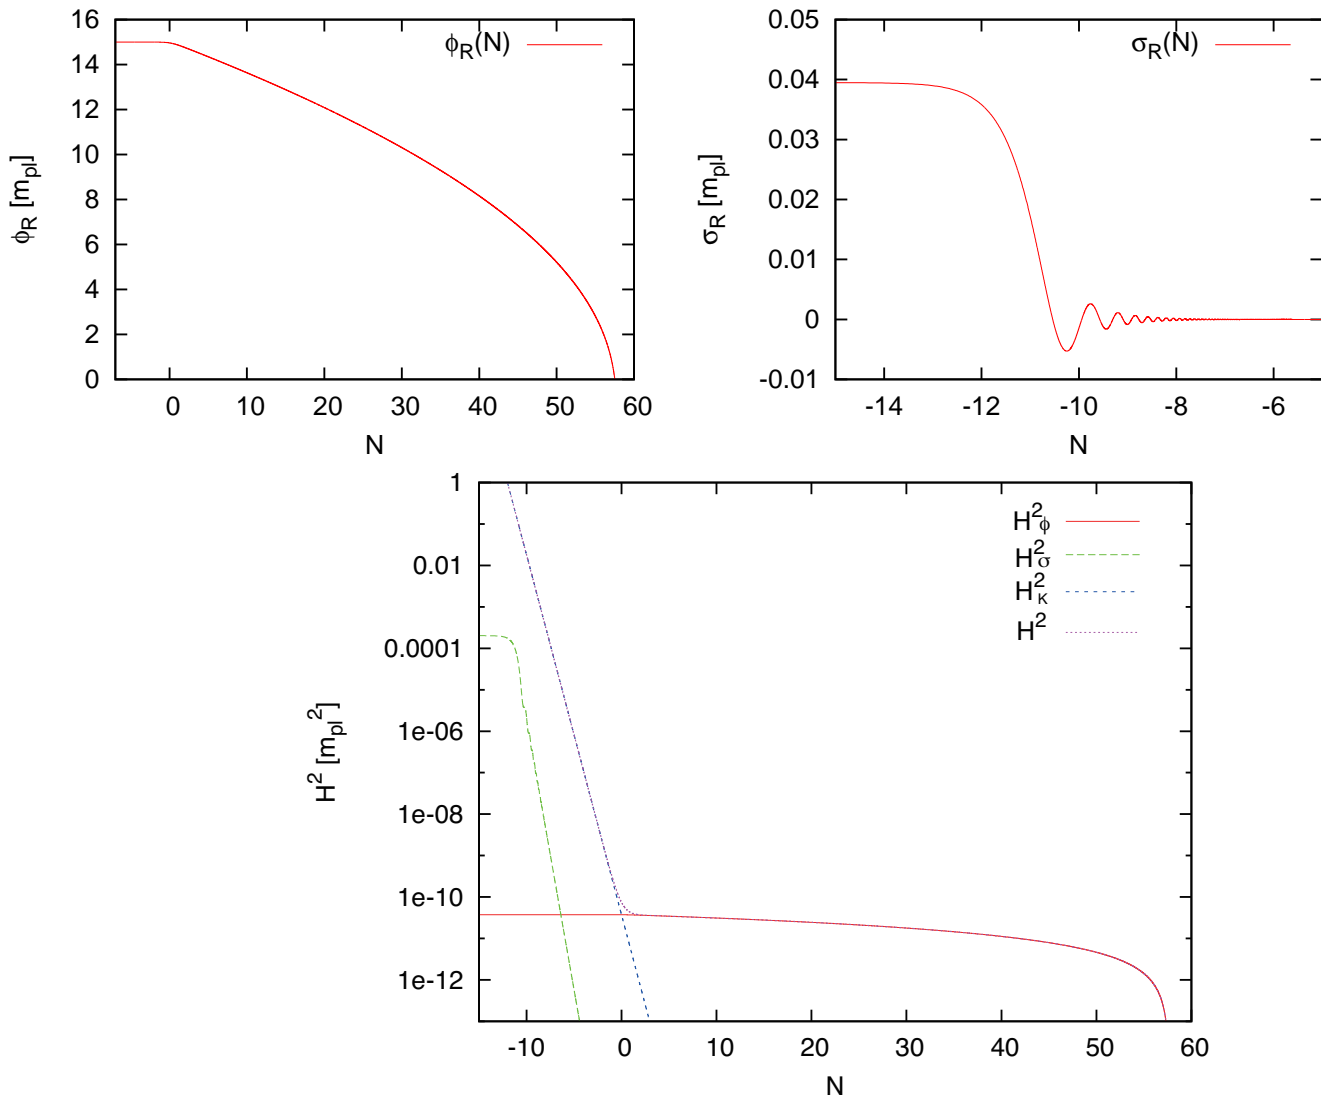 16
14
12
10
8
6
4
2
0
ϕR [mpl]
ϕR(N)
0 10 20 30 40 50 60
N
0.05
0.04
0.03
0.02
0.01
0
-0.01
σR [mpl]
σR(N)
-14 -12 -10 -8 -6
N
1
0.01
0.0001
1e-06
1e-08
1e-10
1e-12
H2 [mpl2]
H2ϕ
H2σ
H2K
H2
-10 0 10 20 30 40 50 60
N